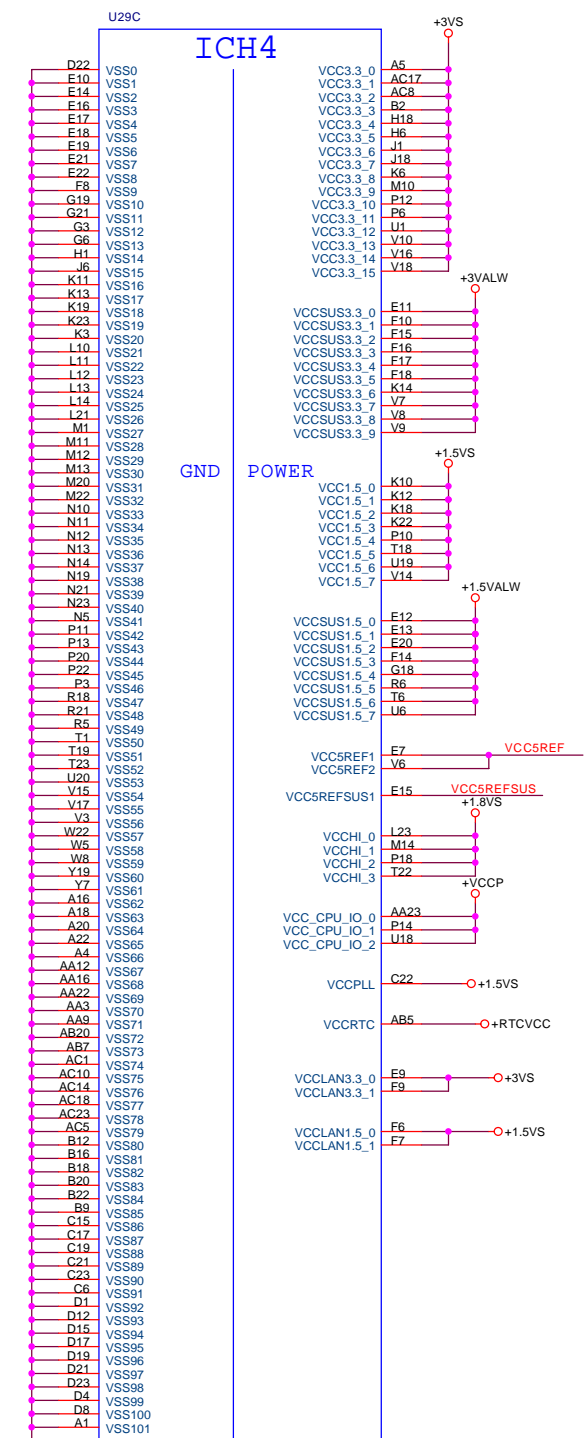 U29C
ICH4
GND
POWER
D22 VSS0
E10 VSS1
E14 VSS2
E16 VSS3
E17 VSS4
E18 VSS5
E19 VSS6
E21 VSS7
E22 VSS8
F8 VSS9
G19 VSS10
G21 VSS11
G3 VSS12
G6 VSS13
H1 VSS14
J6 VSS15
K11 VSS16
K13 VSS17
K19 VSS18
K23 VSS19
K3 VSS20
L10 VSS21
L11 VSS22
L12 VSS23
L13 VSS24
L14 VSS25
L21 VSS26
M1 VSS27
M11 VSS28
M12 VSS29
M13 VSS30
M20 VSS31
M22 VSS32
N10 VSS33
N11 VSS34
N12 VSS35
N13 VSS36
N14 VSS37
N19 VSS38
N21 VSS39
N23 VSS40
N5 VSS41
P11 VSS42
P13 VSS43
P20 VSS44
P22 VSS45
P3 VSS46
R18 VSS47
R21 VSS48
R5 VSS49
T1 VSS50
T19 VSS51
T23 VSS52
U20 VSS53
V15 VSS54
V17 VSS55
V3 VSS56
W22 VSS57
W5 VSS58
W8 VSS59
Y19 VSS60
Y7 VSS61
A16 VSS62
A18 VSS63
A20 VSS64
A22 VSS65
A4 VSS66
AA12 VSS67
AA16 VSS68
AA22 VSS69
AA3 VSS70
AA9 VSS71
AB20 VSS72
AB7 VSS73
AC1 VSS74
AC10 VSS75
AC14 VSS76
AC18 VSS77
AC23 VSS78
AC5 VSS79
B12 VSS80
B16 VSS81
B18 VSS82
B20 VSS83
B22 VSS84
B9 VSS85
C15 VSS86
C17 VSS87
C19 VSS88
C21 VSS89
C23 VSS90
C6 VSS91
D1 VSS92
D12 VSS93
D15 VSS94
D17 VSS95
D19 VSS96
D21 VSS97
D23 VSS98
D4 VSS99
D8 VSS100
A1 VSS101
+3VS
VCC3.3_0 A5
VCC3.3_1 AC17
VCC3.3_2 AC8
VCC3.3_3 B2
VCC3.3_4 H18
VCC3.3_5 H6
VCC3.3_6 J1
VCC3.3_7 J18
VCC3.3_8 K6
VCC3.3_9 M10
VCC3.3_10 P12
VCC3.3_11 P6
VCC3.3_12 U1
VCC3.3_13 V10
VCC3.3_14 V16
VCC3.3_15 V18
+3VALW
VCCSUS3.3_0 E11
VCCSUS3.3_1 F10
VCCSUS3.3_2 F15
VCCSUS3.3_3 F16
VCCSUS3.3_4 F17
VCCSUS3.3_5 F18
VCCSUS3.3_6 K14
VCCSUS3.3_7 V7
VCCSUS3.3_8 V8
VCCSUS3.3_9 V9
+1.5VS
VCC1.5_0 K10
VCC1.5_1 K12
VCC1.5_2 K18
VCC1.5_3 K22
VCC1.5_4 P10
VCC1.5_5 T18
VCC1.5_6 U19
VCC1.5_7 V14
+1.5VALW
VCCSUS1.5_0 E12
VCCSUS1.5_1 E13
VCCSUS1.5_2 E20
VCCSUS1.5_3 F14
VCCSUS1.5_4 G18
VCCSUS1.5_5 R6
VCCSUS1.5_6 T6
VCCSUS1.5_7 U6
VCC5REF1 E7 VCC5REF
VCC5REF2 V6
VCC5REFSUS1 E15 VCC5REFSUS
+1.8VS
VCCHI_0 L23
VCCHI_1 M14
VCCHI_2 P18
VCCHI_3 T22
+VCCP
VCC_CPU_IO_0 AA23
VCC_CPU_IO_1 P14
VCC_CPU_IO_2 U18
VCCPLL C22 +1.5VS
VCCRTC AB5 +RTCVCC
VCCLAN3.3_0 E9 +3VS
VCCLAN3.3_1 F9
VCCLAN1.5_0 F6 +1.5VS
VCCLAN1.5_1 F7